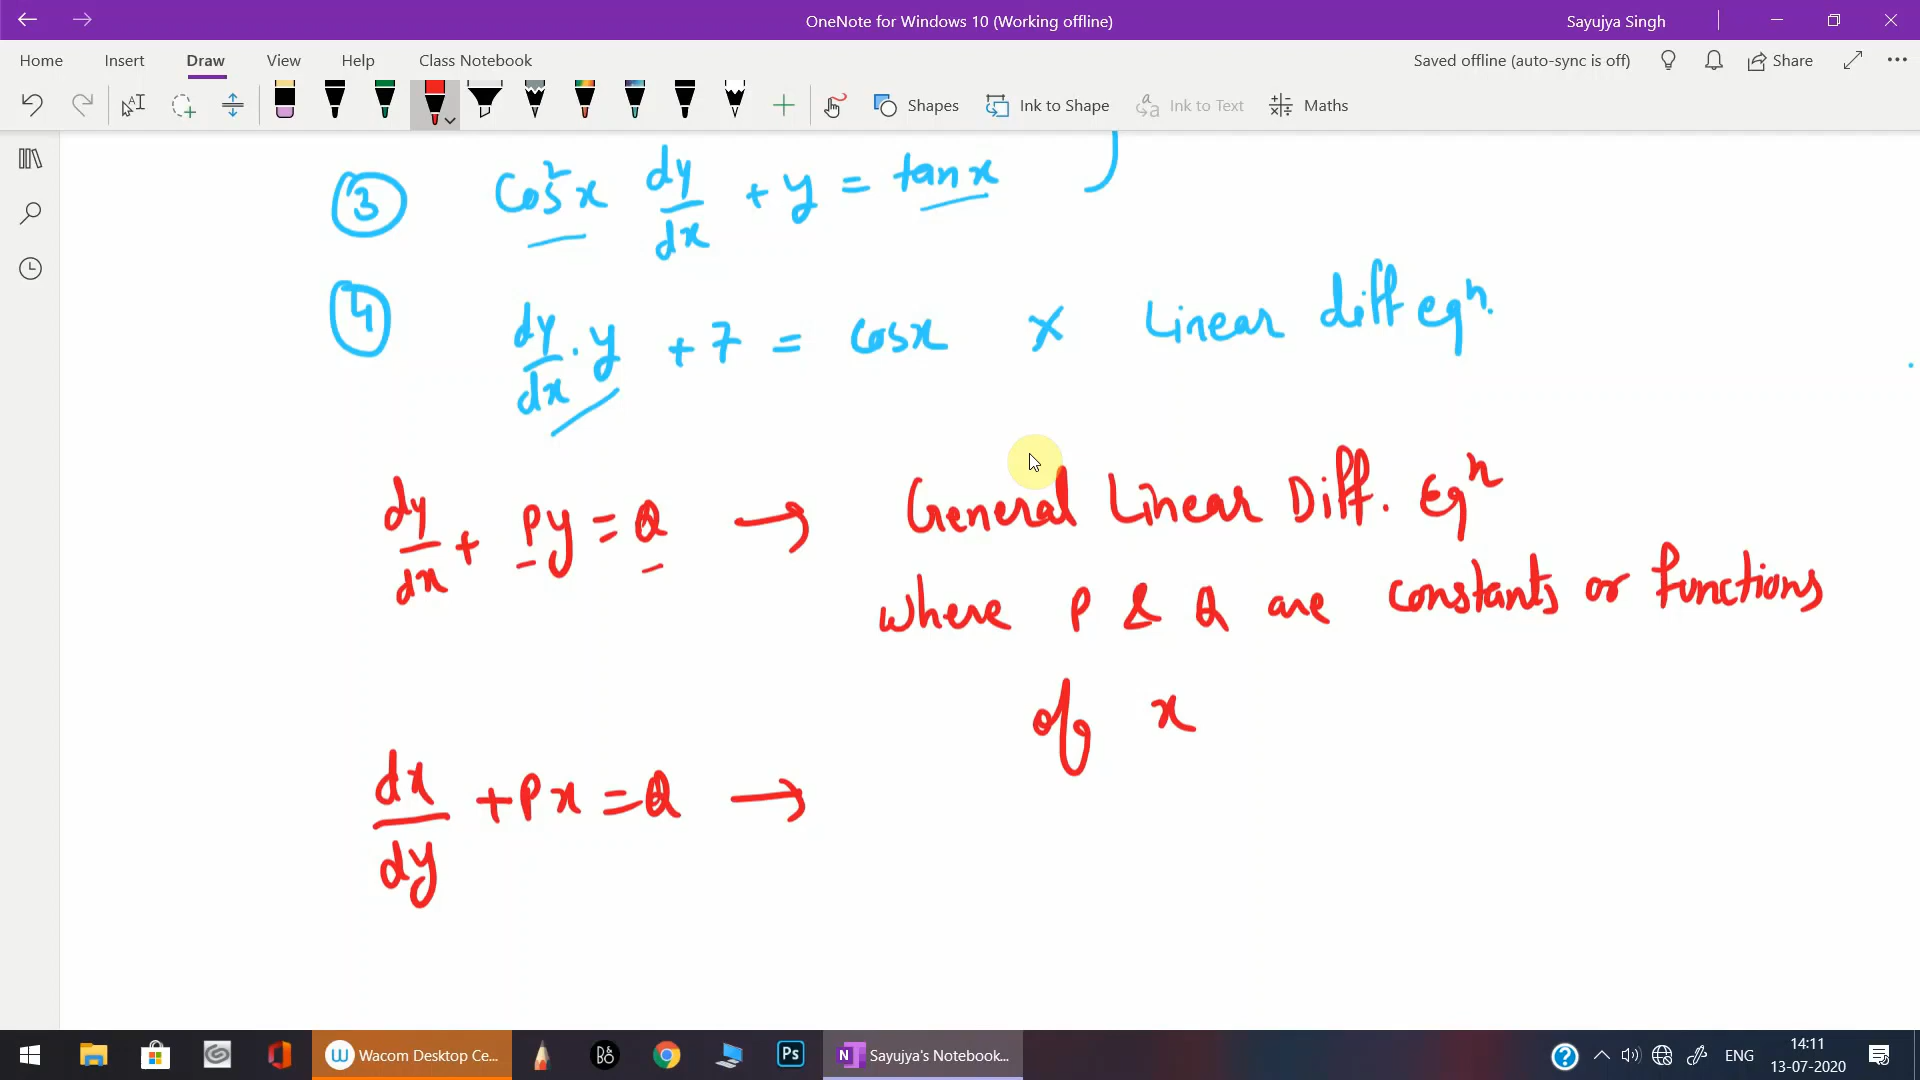 OneNote for Windows 10 (Working offline)
Sayujya Singh
Home Insert Draw View Help Class Notebook
Saved offline (auto-sync is off) Share
Shapes Ink to Shape Ink to Text Maths
③ cos²x dy/dx + y = tan x
④ dy/dx . y + 7 = cos x × Linear diff eqⁿ.
dy/dx + Py = Q → General Linear Diff. Eqⁿ
where P & Q are constants or functions
of x
dx/dy + Px = Q →
Wacom Desktop Ce...
Ps
Sayujya's Notebook...
ENG
14:11
13-07-2020